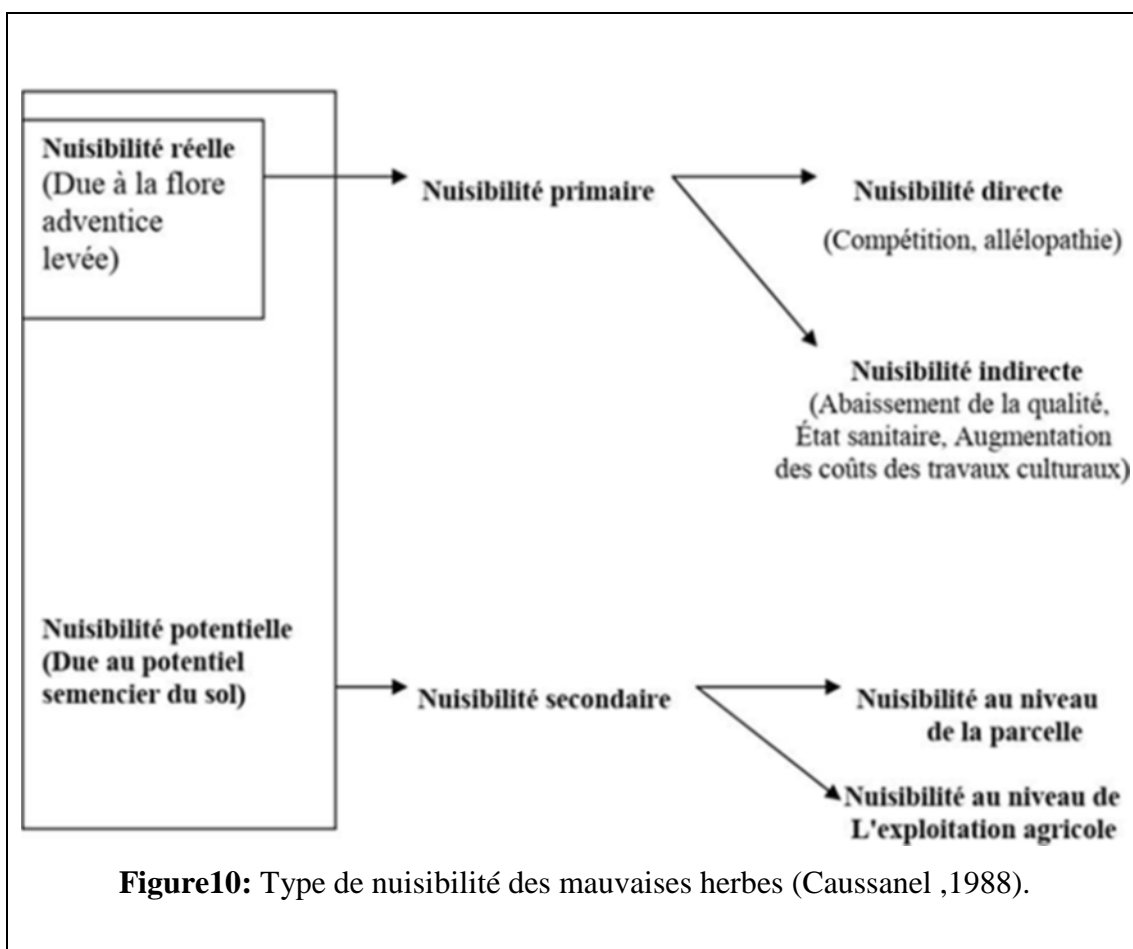 Nuisibilité réelle
(Due à la flore
adventice
levée)
Nuisibilité primaire
Nuisibilité directe
(Compétition, allélopathie)
Nuisibilité indirecte
(Abaissement de la qualité,
État sanitaire, Augmentation
des coûts des travaux culturaux)
Nuisibilité potentielle
(Due au potentiel
semencier du sol)
Nuisibilité secondaire
Nuisibilité au niveau
de la parcelle
Nuisibilité au niveau de
L'exploitation agricole
Figure10: Type de nuisibilité des mauvaises herbes (Caussanel ,1988).